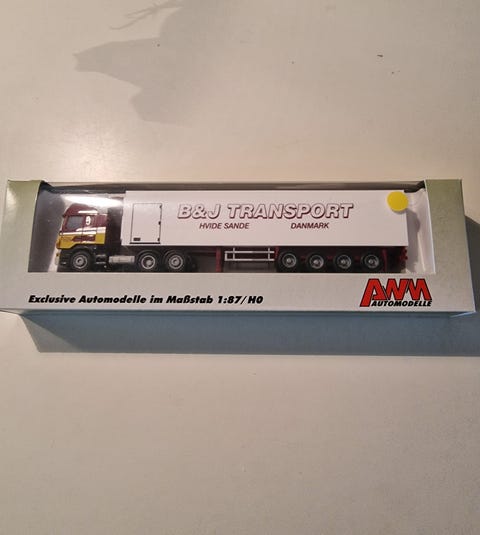 B&J TRANSPORT
HVIDE SANDE DANMARK
Exclusive Automodelle im Maßstab 1:87/H0
AWM
AUTOMODELLE